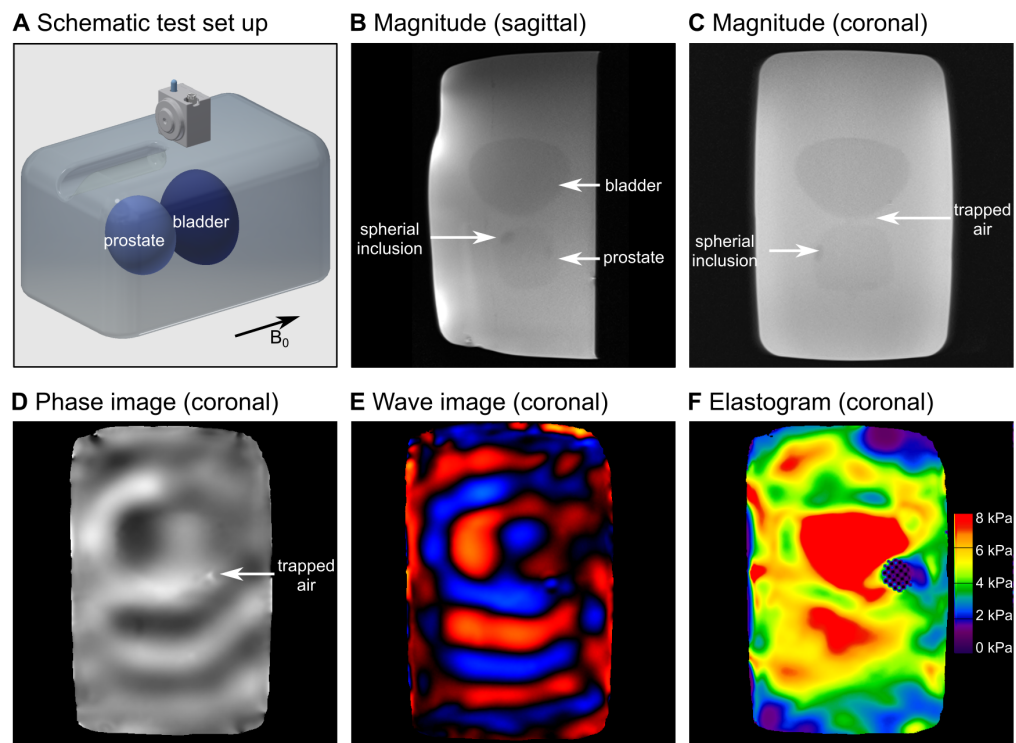 A Schematic test set up
prostate
bladder
B₀
B Magnitude (sagittal)
bladder
spherial
inclusion
prostate
C Magnitude (coronal)
trapped
air
spherial
inclusion
D Phase image (coronal)
trapped
air
E Wave image (coronal)
F Elastogram (coronal)
8 kPa
6 kPa
4 kPa
2 kPa
0 kPa